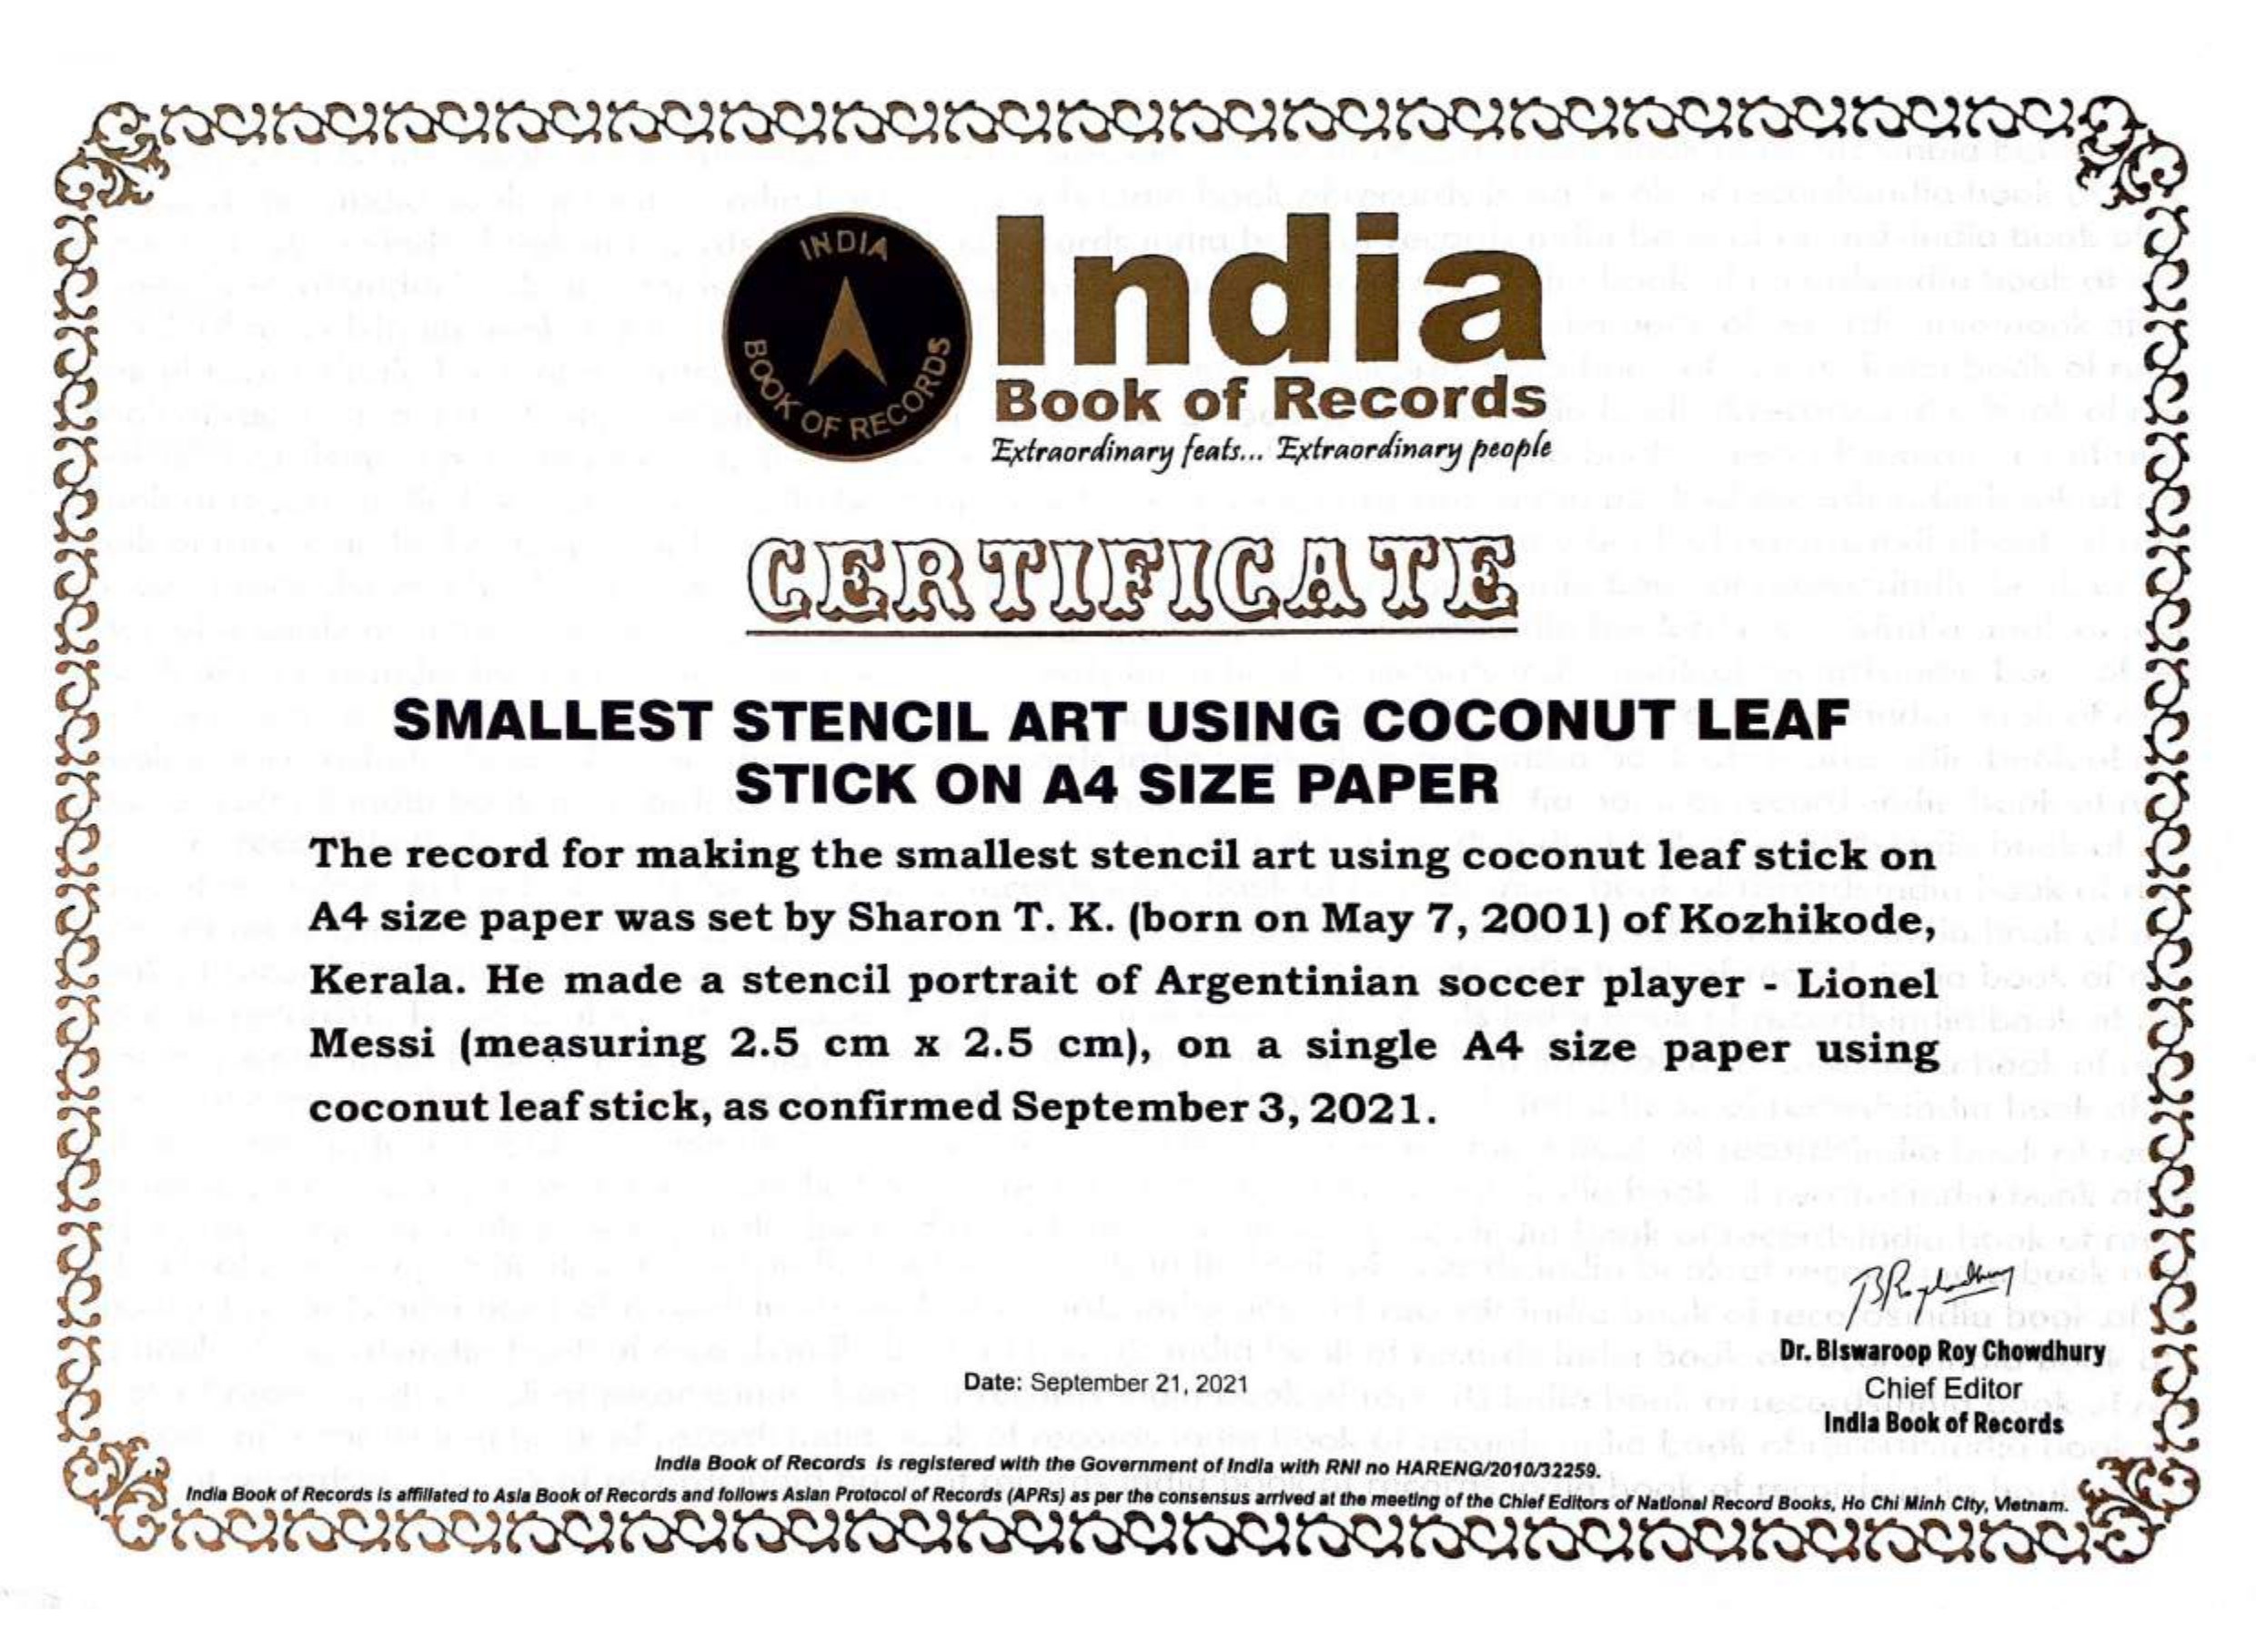 INDIA
BOOK OF RECORDS
India
Book of Records
Extraordinary feats... Extraordinary people
CERTIFICATE
SMALLEST STENCIL ART USING COCONUT LEAF
STICK ON A4 SIZE PAPER
The record for making the smallest stencil art using coconut leaf stick on
A4 size paper was set by Sharon T. K. (born on May 7, 2001) of Kozhikode,
Kerala. He made a stencil portrait of Argentinian soccer player - Lionel
Messi (measuring 2.5 cm x 2.5 cm), on a single A4 size paper using
coconut leaf stick, as confirmed September 3, 2021.
Dr. Biswaroop Roy Chowdhury
Date: September 21, 2021
Chief Editor
India Book of Records
India Book of Records is registered with the Government of India with RNI no HARENG/2010/32259.
India Book of Records is affiliated to Asia Book of Records and follows Asian Protocol of Records (APRs) as per the consensus arrived at the meeting of the Chief Editors of National Record Books, Ho Chi Minh City, Vietnam.